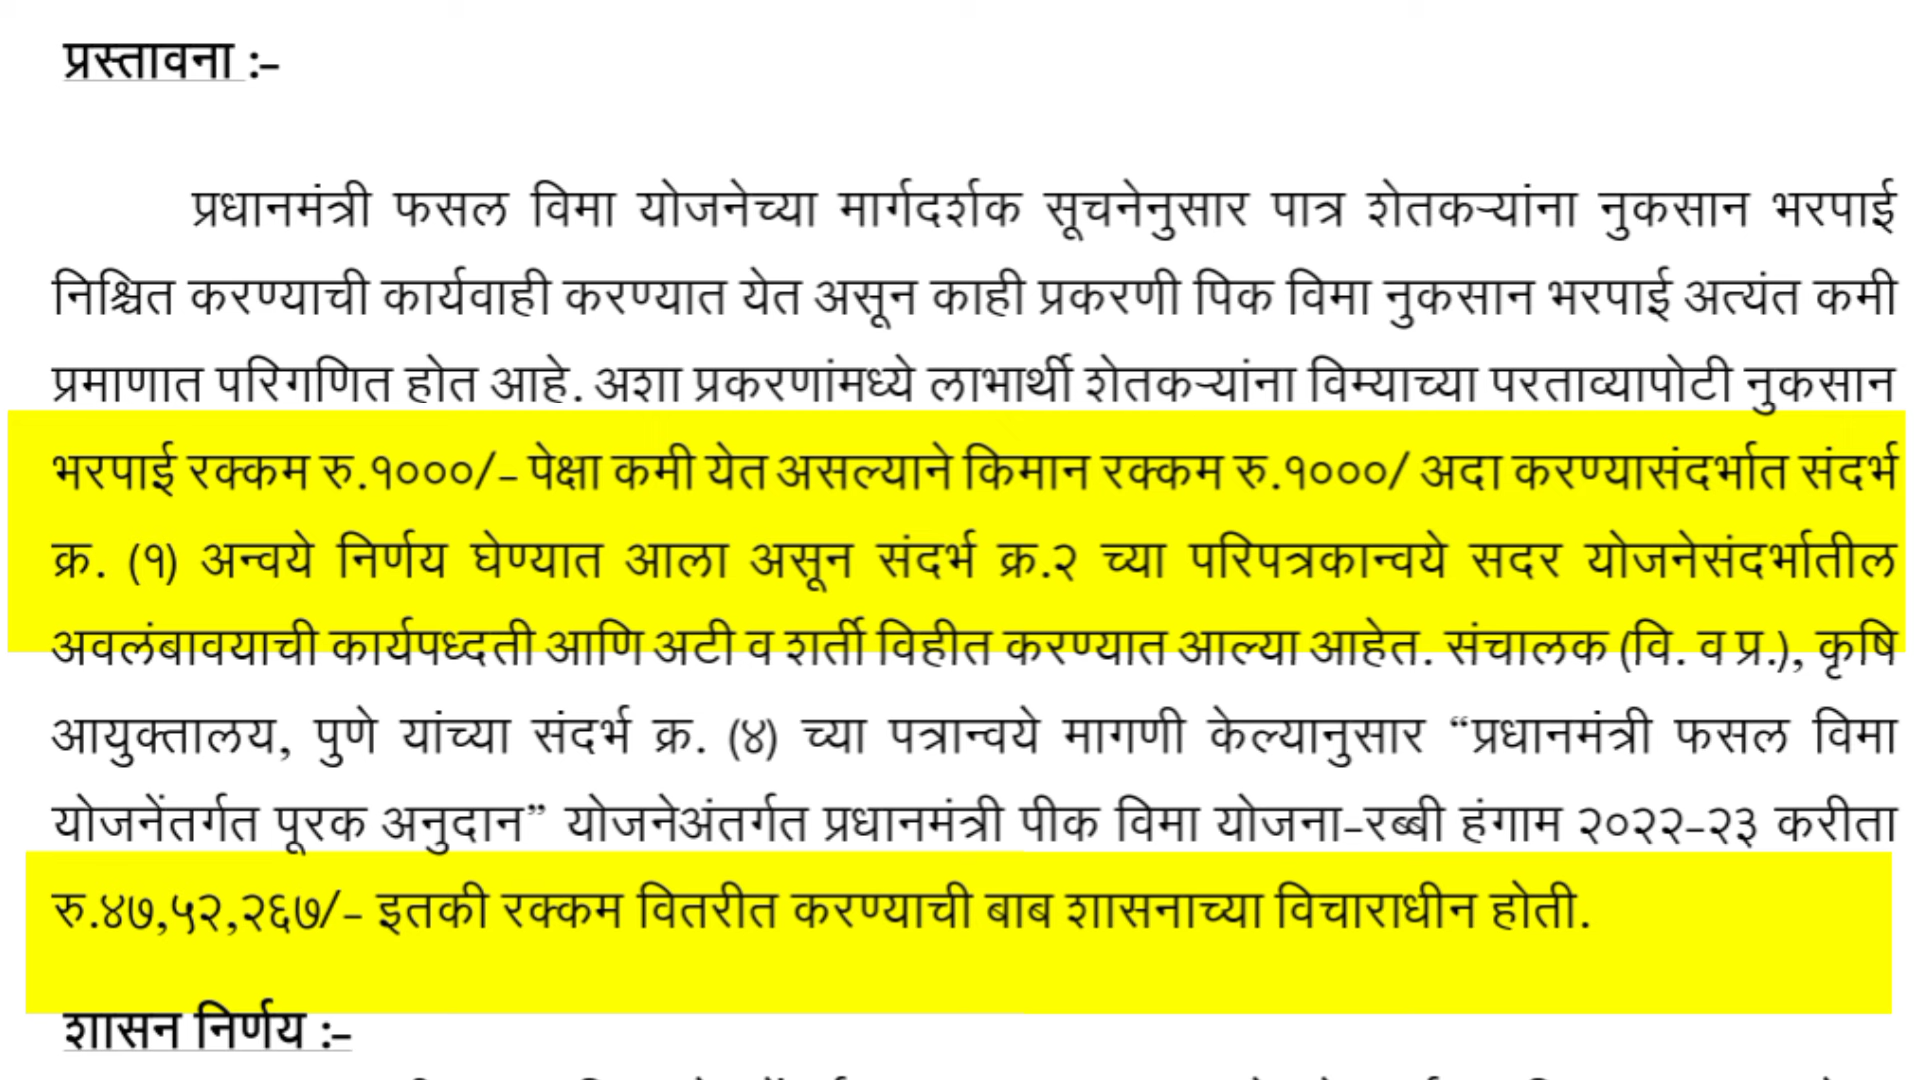 प्रस्तावना :-
प्रधानमंत्री फसल विमा योजनेच्या मार्गदर्शक सूचनेनुसार पात्र शेतकऱ्यांना नुकसान भरपाई
निश्चित करण्याची कार्यवाही करण्यात येत असून काही प्रकरणी पिक विमा नुकसान भरपाई अत्यंत कमी
प्रमाणात परिगणित होत आहे. अशा प्रकरणांमध्ये लाभार्थी शेतकऱ्यांना विम्याच्या परताव्यापोटी नुकसान
भरपाई रक्कम रु.१०००/- पेक्षा कमी येत असल्याने किमान रक्कम रु.१०००/ अदा करण्यासंदर्भात संदर्भ
क्र. (१) अन्वये निर्णय घेण्यात आला असून संदर्भ क्र.२ च्या परिपत्रकान्वये सदर योजनेसंदर्भातील
अवलंबावयाची कार्यपध्दती आणि अटी व शर्ती विहीत करण्यात आल्या आहेत. संचालक (वि. व प्र.), कृषि
आयुक्तालय, पुणे यांच्या संदर्भ क्र. (४) च्या पत्रान्वये मागणी केल्यानुसार “प्रधानमंत्री फसल विमा
योजनेंतर्गत पूरक अनुदान” योजनेअंतर्गत प्रधानमंत्री पीक विमा योजना-रब्बी हंगाम २०२२-२३ करीता
रु.४७,५२,२६७/- इतकी रक्कम वितरीत करण्याची बाब शासनाच्या विचाराधीन होती.
शासन निर्णय :-